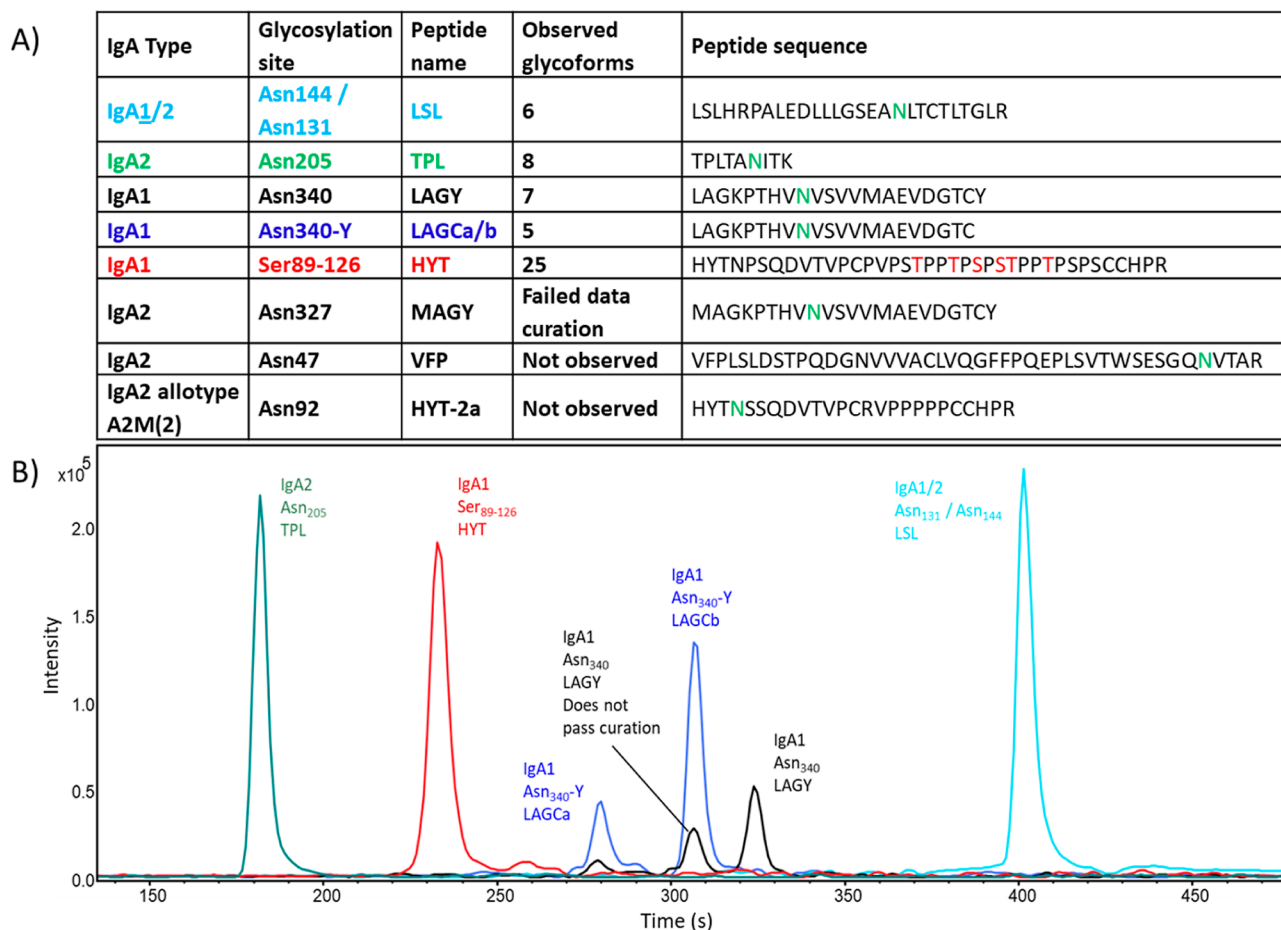 A)
IgA Type Glycosylation site Peptide name Observed glycoforms Peptide sequence
IgA1/2 Asn144 / Asn131 LSL 6 LSLHRPALEDLLLGSEANLTCTLTGLR
IgA2 Asn205 TPL 8 TPLTANITK
IgA1 Asn340 LAGY 7 LAGKPTHVNVSVVMAEVDGTCY
IgA1 Asn340-Y LAGCa/b 5 LAGKPTHVNVSVVMAEVDGTC
IgA1 Ser89-126 HYT 25 HYTNPSQDVTVPCPVPSTPPTPSPSTPPTPSPSCCHPR
IgA2 Asn327 MAGY Failed data curation MAGKPTHVNVSVVMAEVDGTCY
IgA2 Asn47 VFP Not observed VFPLSLDSTPQDGNVVVACLVQGFFPQEPLSVTWSESGQNVTAR
IgA2 allotype A2M(2) Asn92 HYT-2a Not observed HYTNSSQDVTVPCRVPPPPPCCHPR
B)
x10⁵
2.0
1.5
1.0
0.5
0.0
Intensity
IgA2
Asn₂₀₅
TPL
IgA1
Ser₈₉₋₁₂₆
HYT
IgA1
Asn₃₄₀-Y
LAGCa
IgA1
Asn₃₄₀
LAGY
Does not
pass curation
IgA1
Asn₃₄₀-Y
LAGCb
IgA1
Asn₃₄₀
LAGY
IgA1/2
Asn₁₃₁ / Asn₁₄₄
LSL
150 200 250 300 350 400 450
Time (s)